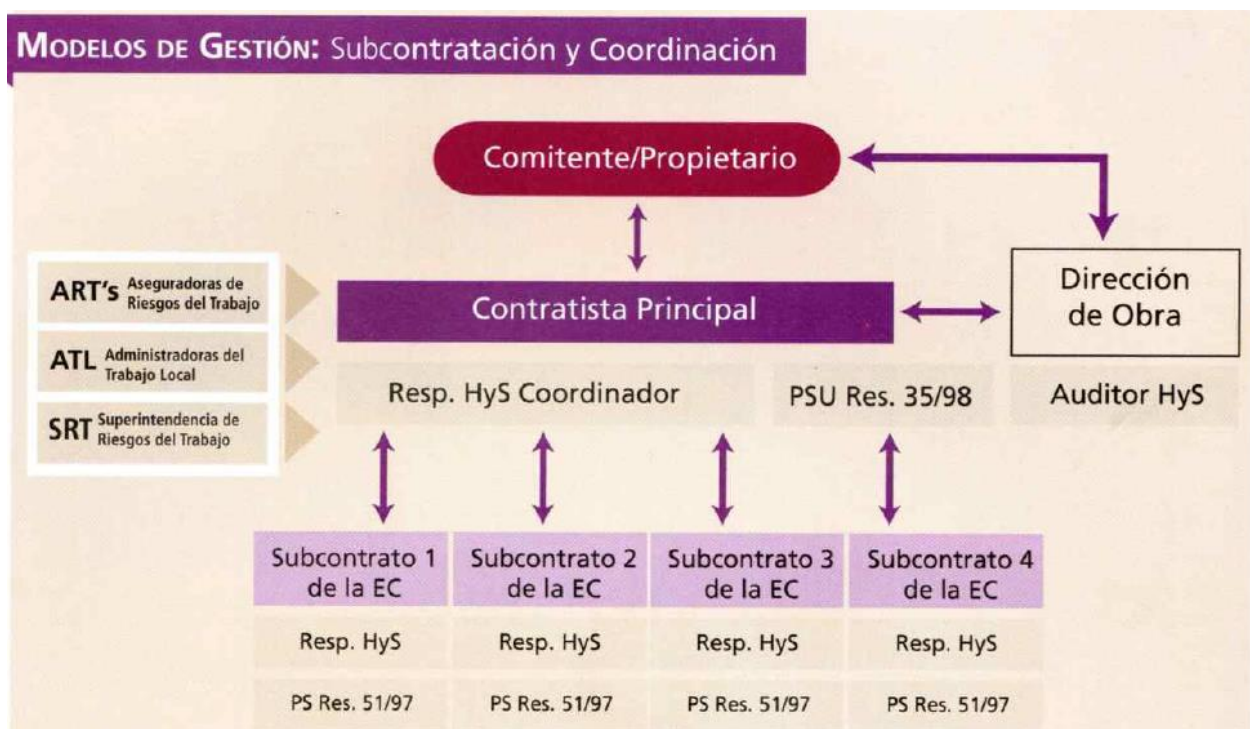 MODELOS DE GESTIÓN: Subcontratación y Coordinación
Comitente/Propietario
ART's Aseguradoras de
Riesgos del Trabajo
ATL Administradoras del
Trabajo Local
SRT Superintendencia de
Riesgos del Trabajo
Contratista Principal
Dirección
de Obra
Resp. HyS Coordinador
PSU Res. 35/98
Auditor HyS
Subcontrato 1
de la EC
Subcontrato 2
de la EC
Subcontrato 3
de la EC
Subcontrato 4
de la EC
Resp. HyS
Resp. HyS
Resp. HyS
Resp. HyS
PS Res. 51/97
PS Res. 51/97
PS Res. 51/97
PS Res. 51/97